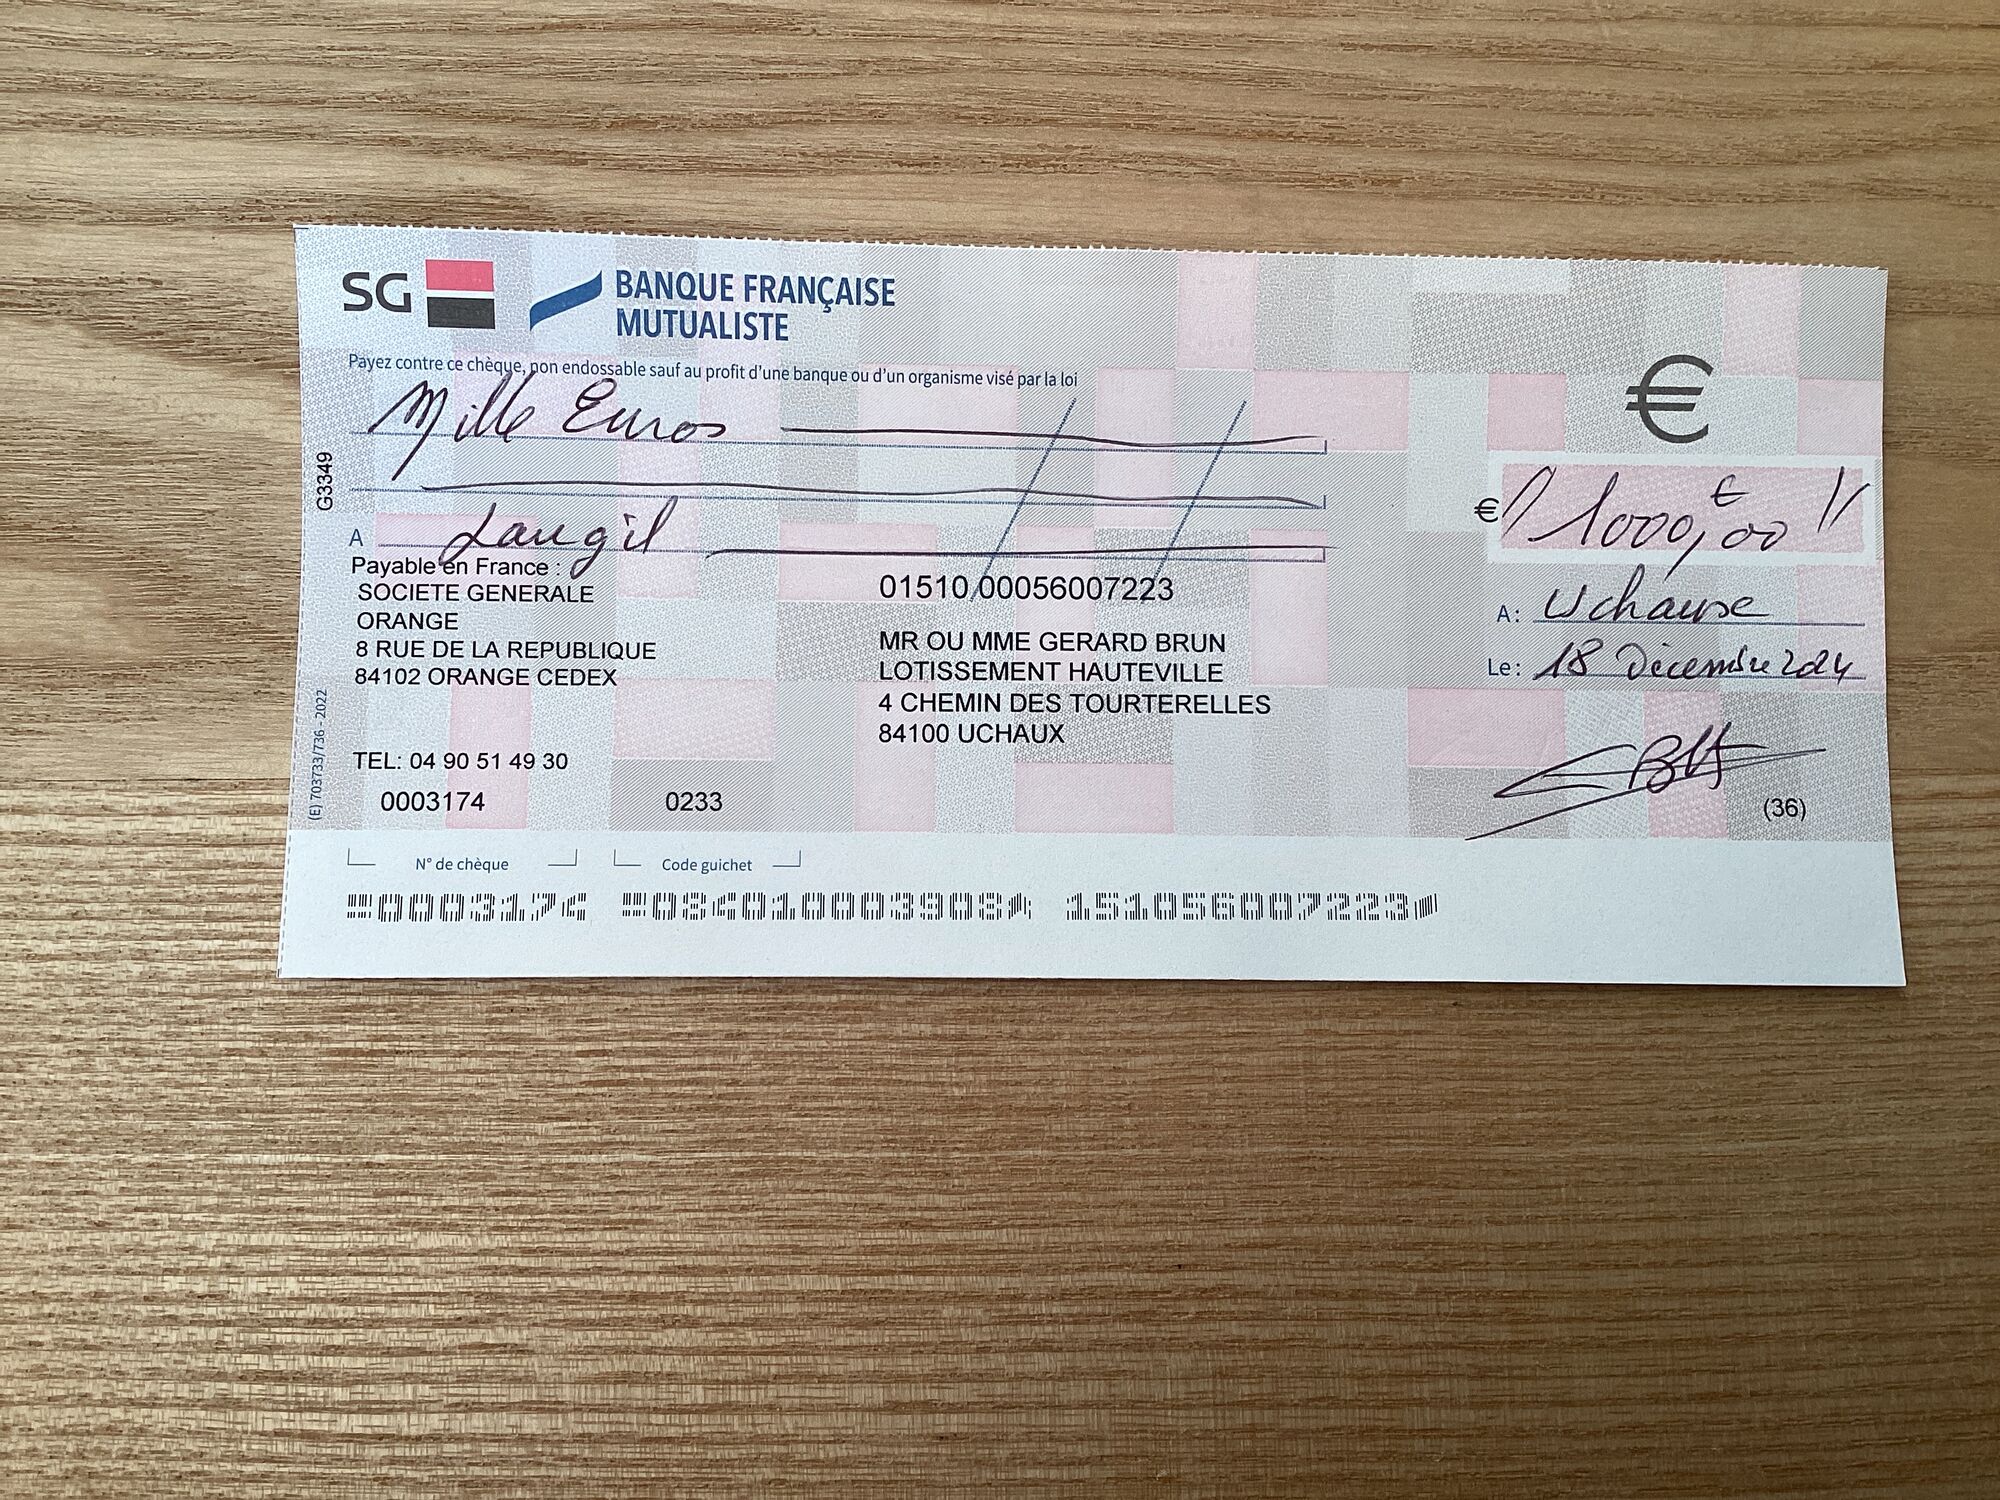 SG
BANQUE FRANÇAISE
MUTUALISTE
Payez contre ce chèque, non endossable sauf au profit d'une banque ou d'un organisme visé par la loi
€
Mille Euros
G3349
€ // 1000,00 € //
A Laugil
Payable en France :
SOCIETE GENERALE
ORANGE
8 RUE DE LA REPUBLIQUE
84102 ORANGE CEDEX
TEL: 04 90 51 49 30
01510 00056007223
MR OU MME GERARD BRUN
LOTISSEMENT HAUTEVILLE
4 CHEMIN DES TOURTERELLES
84100 UCHAUX
A:
Le: 18 Décembre 2024
(36)
(E) 703733/736 - 2022
0003174 0233
N° de chèque Code guichet
0003174 084010003908 151056007223